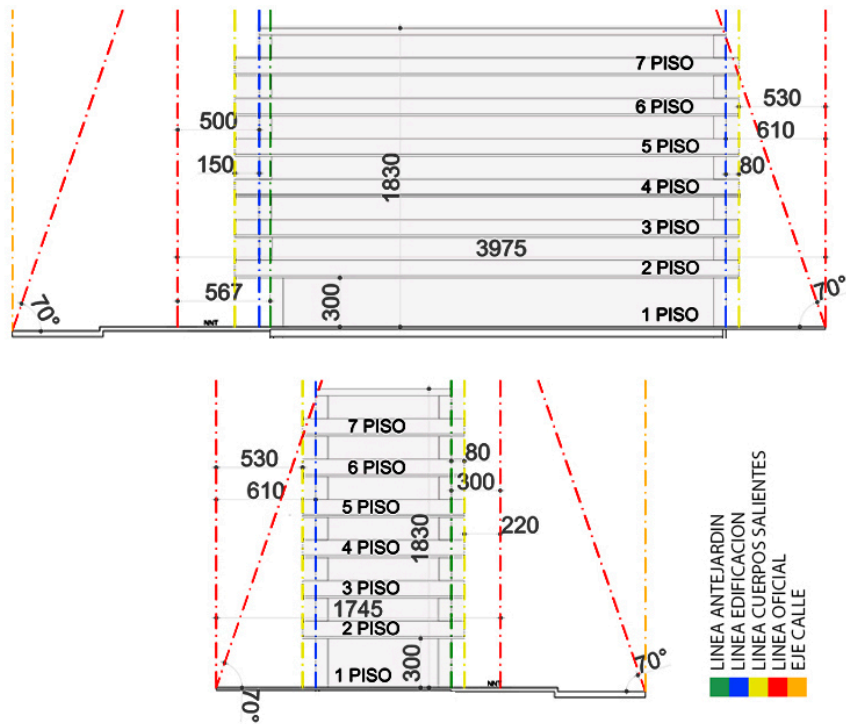 7 PISO
6 PISO
530
500
610
5 PISO
150
80
4 PISO
1830
3 PISO
3975
2 PISO
567
300
70°
70°
NNT
1 PISO
7 PISO
80
530
6 PISO
300
610
5 PISO
1830
220
4 PISO
3 PISO
1745
2 PISO
300
1 PISO
NNT
70°
70°
LINEA ANTEJARDIN
LINEA EDIFICACION
LINEA CUERPOS SALIENTES
LINEA OFICIAL
EJE CALLE